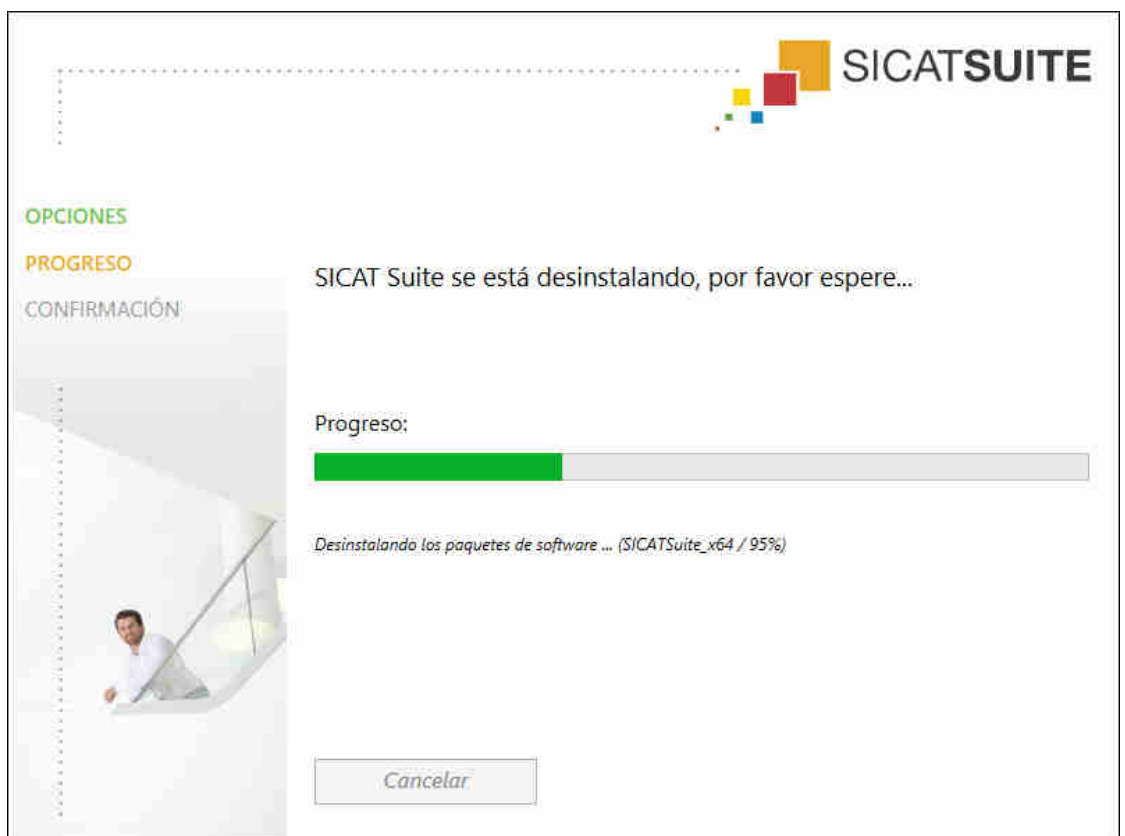 SICATSUITE
OPCIONES
PROGRESO
CONFIRMACIÓN
SICAT Suite se está desinstalando, por favor espere...
Progreso:
Desinstalando los paquetes de software ... (SICATSuite_x64 / 95%)
Cancelar